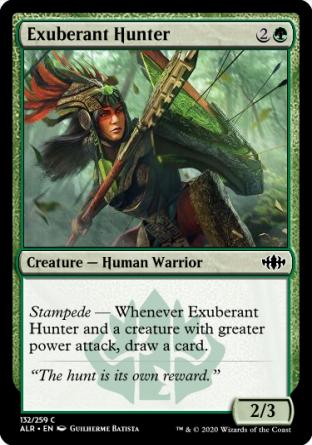 Exuberant Hunter 2
Creature — Human Warrior
Stampede — Whenever Exuberant
Hunter and a creature with greater
power attack, draw a card.
“The hunt is its own reward.”
2/3
132/259 C
ALR • EN Guilherme Batista
™ & © 2020 Wizards of the Coast